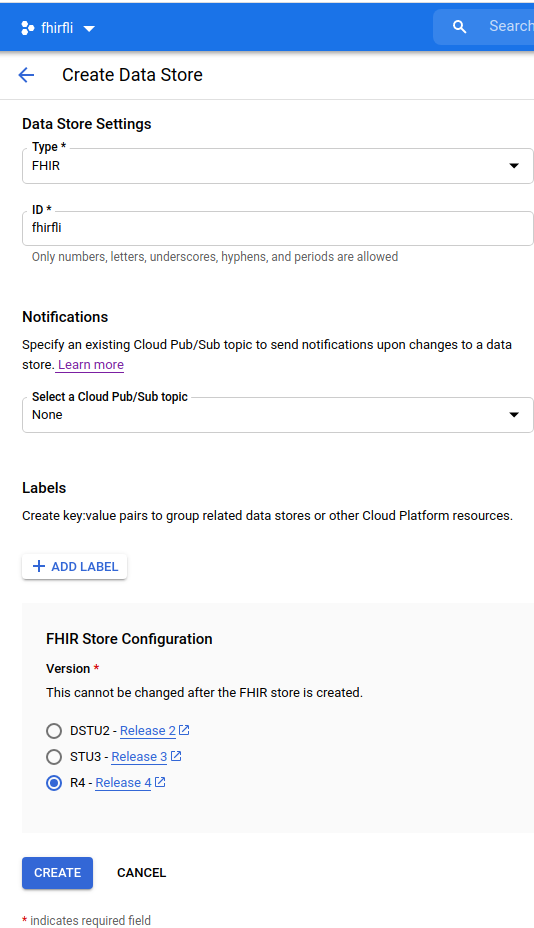 fhirfli
Search
Create Data Store
Data Store Settings
Type *
FHIR
ID *
fhirfli
Only numbers, letters, underscores, hyphens, and periods are allowed
Notifications
Specify an existing Cloud Pub/Sub topic to send notifications upon changes to a data
store. Learn more
Select a Cloud Pub/Sub topic
None
Labels
Create key:value pairs to group related data stores or other Cloud Platform resources.
+ ADD LABEL
FHIR Store Configuration
Version *
This cannot be changed after the FHIR store is created.
DSTU2 - Release 2
STU3 - Release 3
R4 - Release 4
CREATE CANCEL
* indicates required field